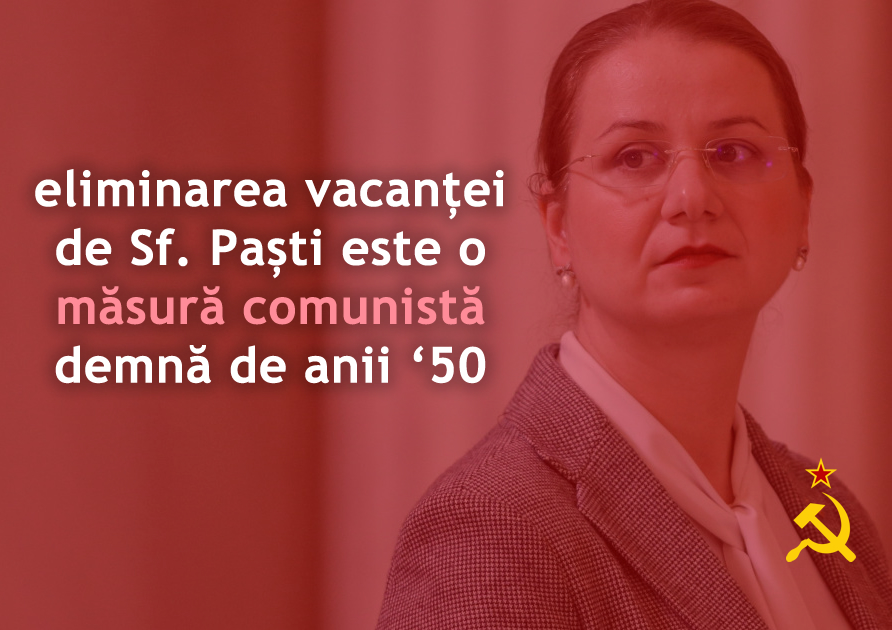 eliminarea vacanței
de Sf. Paști este o
măsură comunistă
demnă de anii ‘50